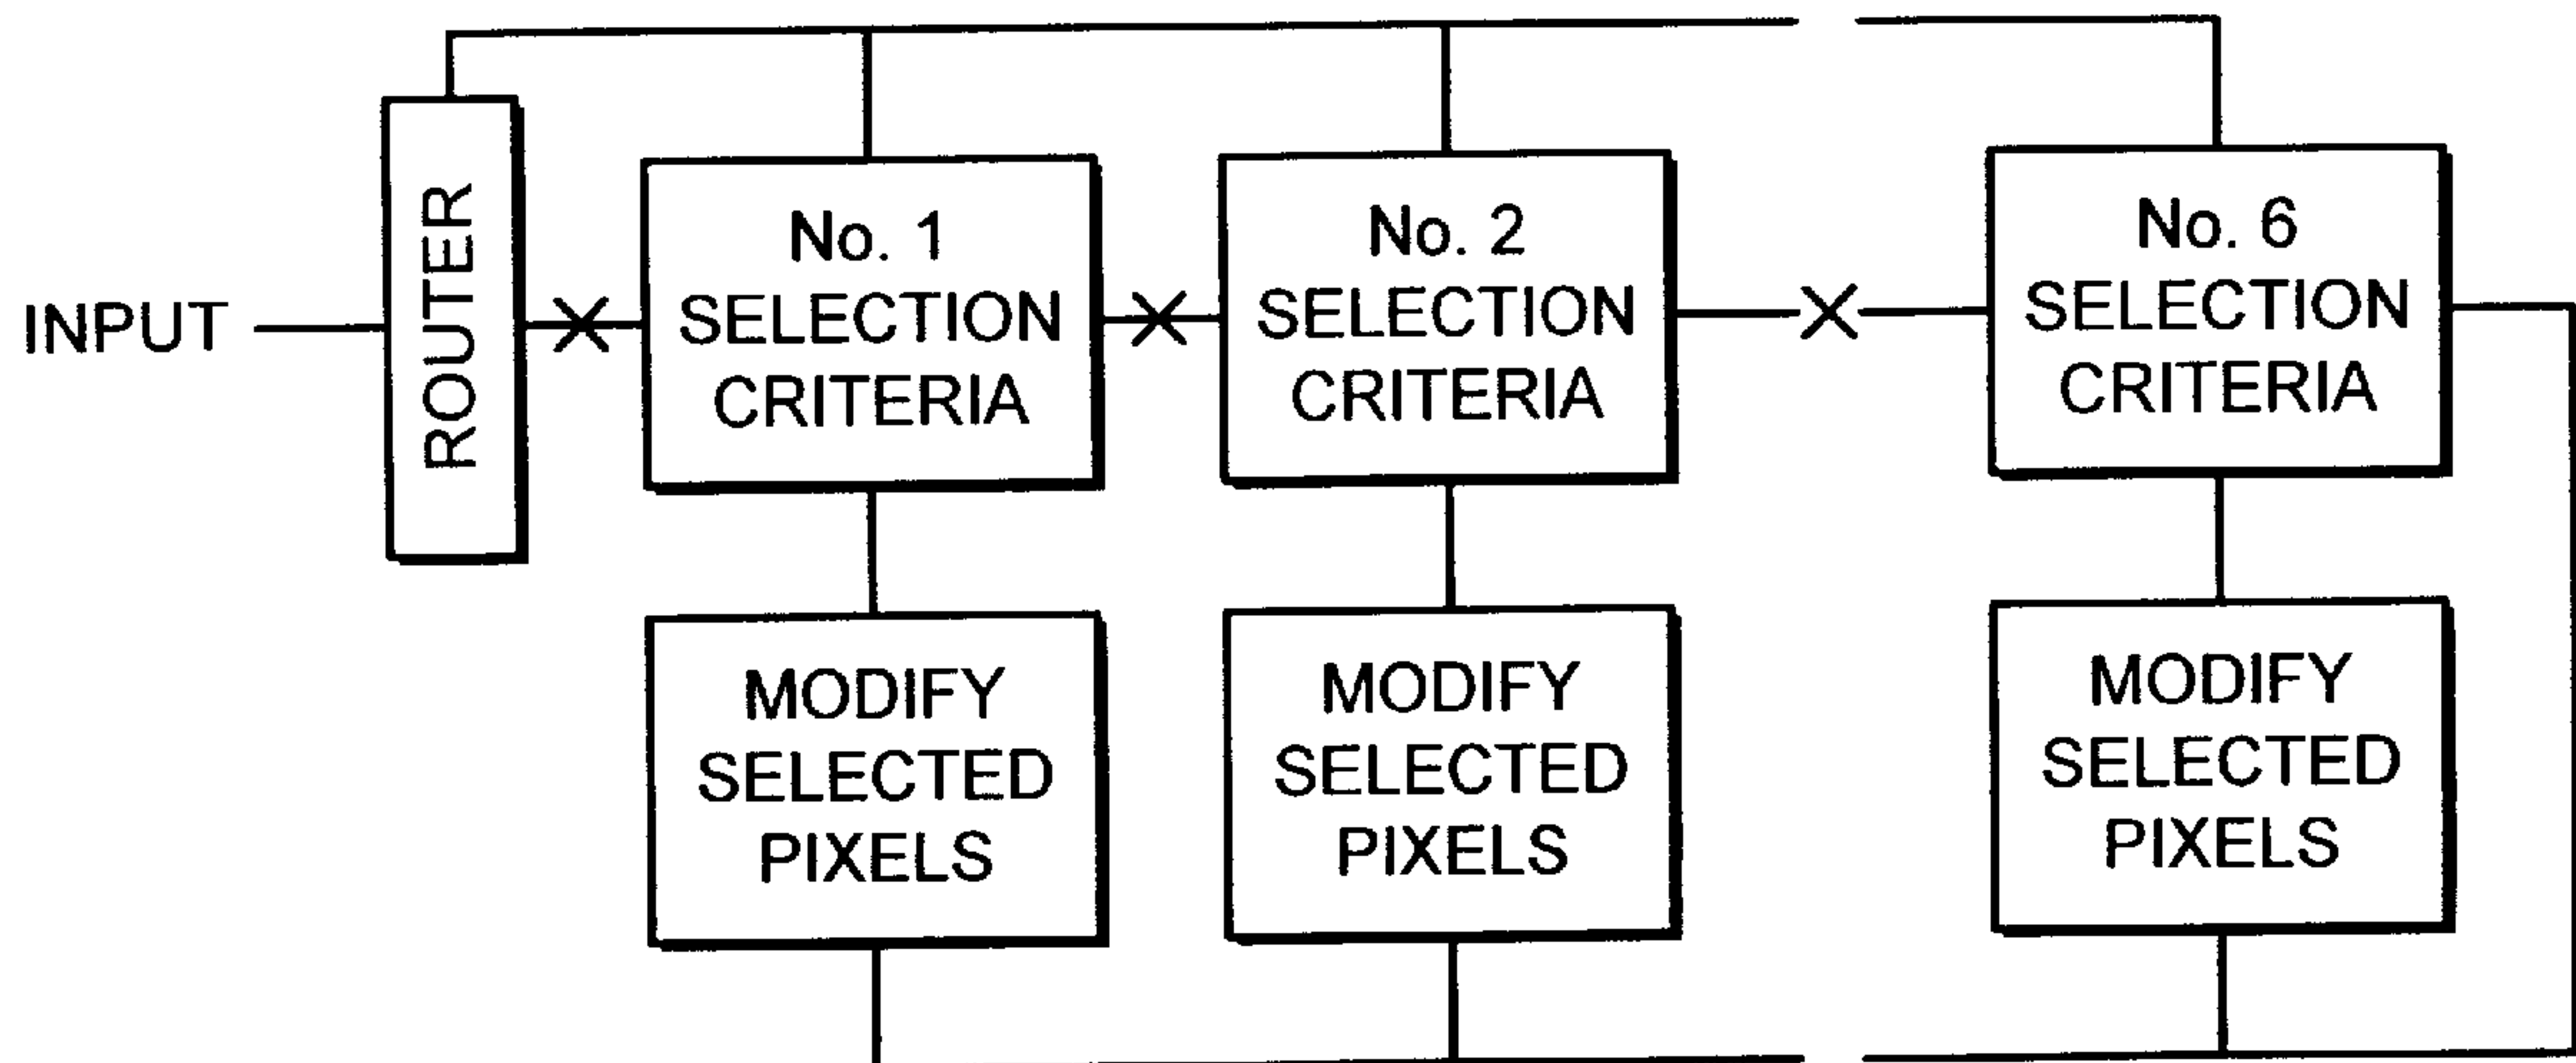 INPUT
ROUTER
No. 1
SELECTION
CRITERIA
No. 2
SELECTION
CRITERIA
No. 6
SELECTION
CRITERIA
MODIFY
SELECTED
PIXELS
MODIFY
SELECTED
PIXELS
MODIFY
SELECTED
PIXELS